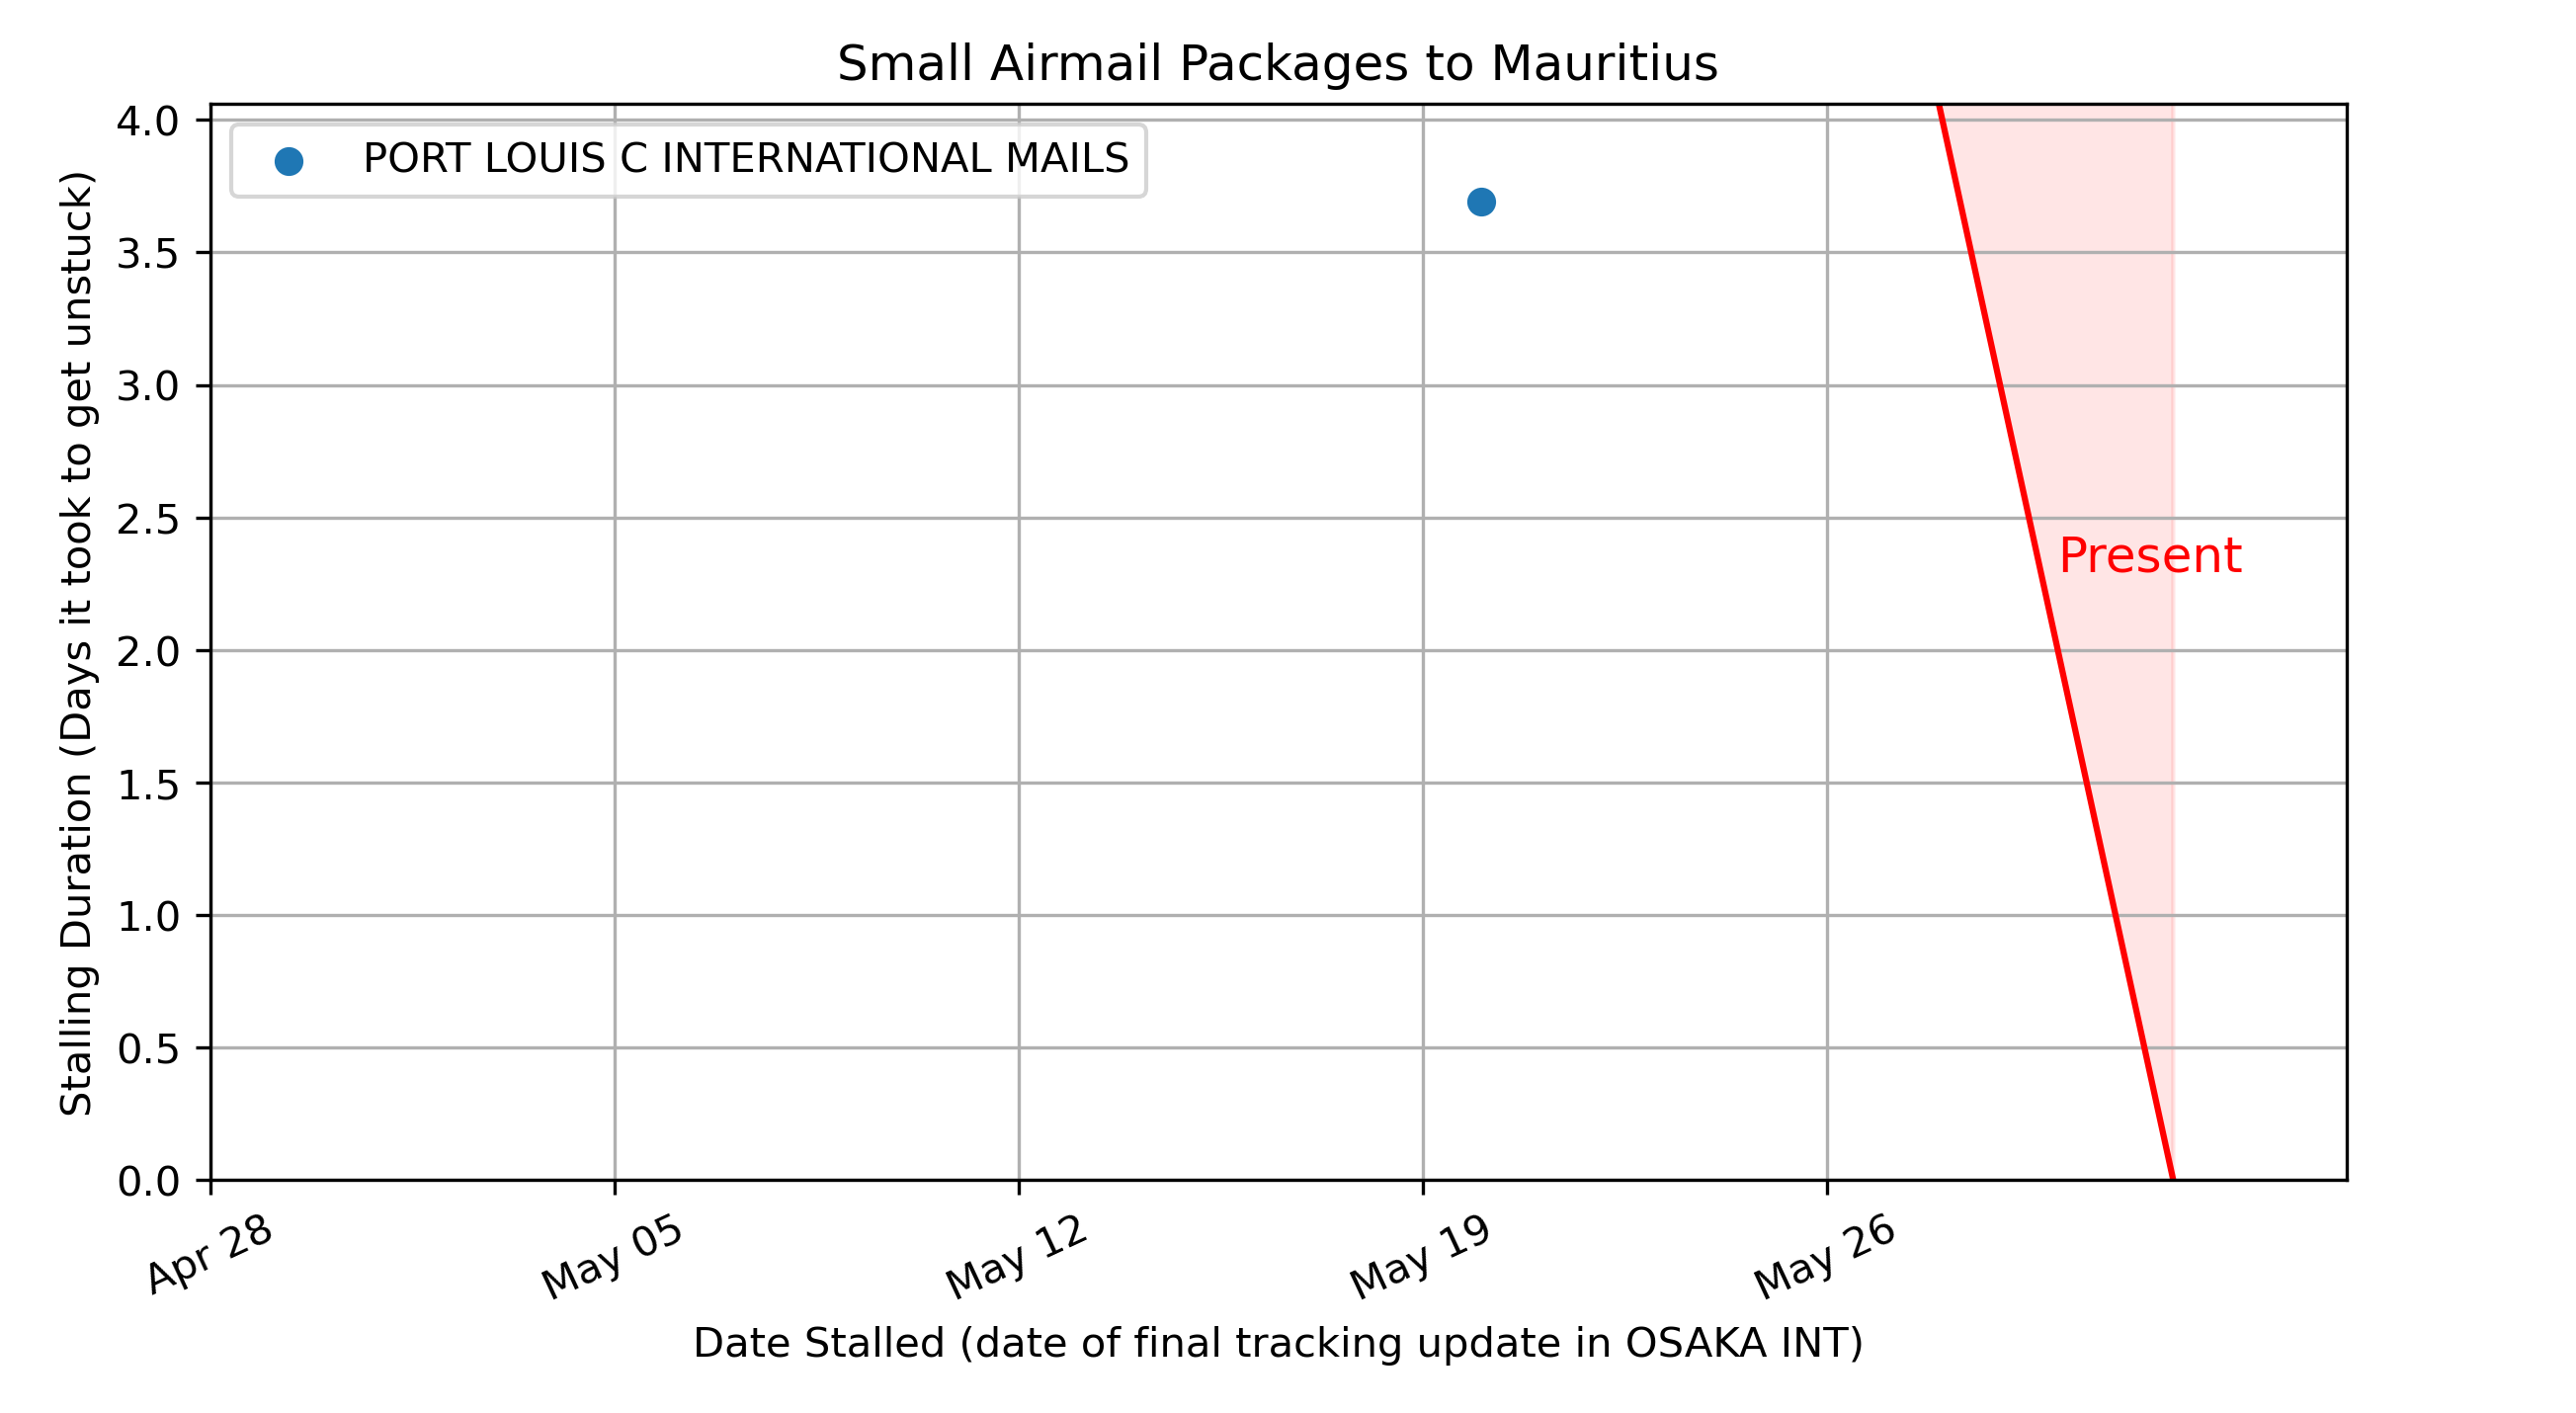 Small Airmail Packages to Mauritius
PORT LOUIS C INTERNATIONAL MAILS
Stalling Duration (Days it took to get unstuck)
4.0
3.5
3.0
2.5
2.0
1.5
1.0
0.5
0.0
Present
Apr 28
May 05
May 12
May 19
May 26
Date Stalled (date of final tracking update in OSAKA INT)